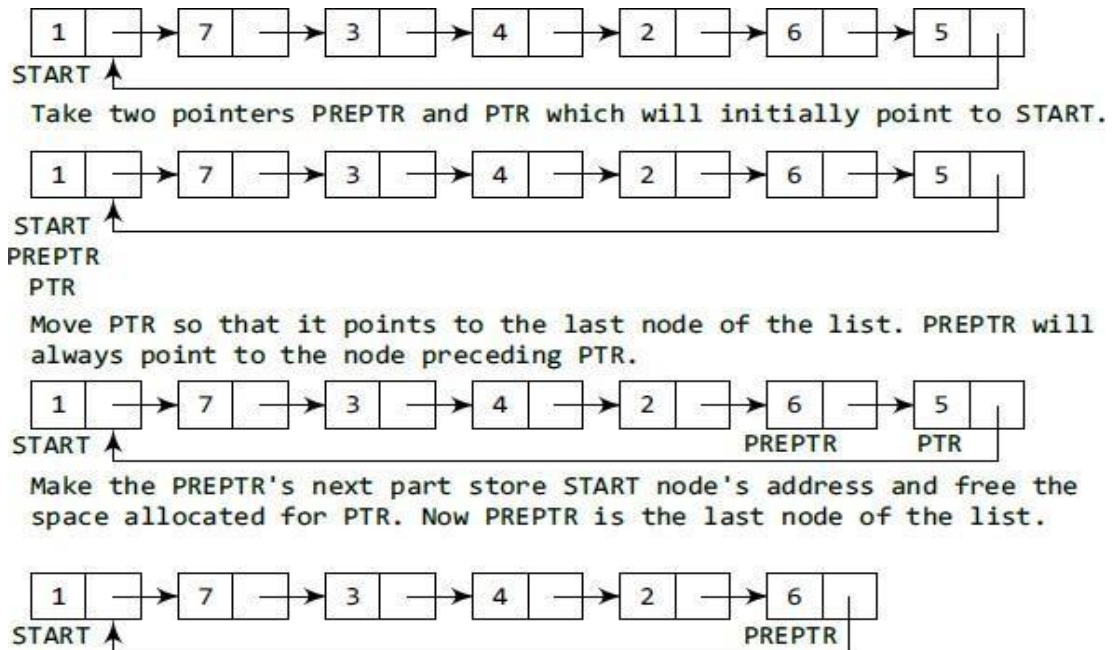 1 7 3 4 2 6 5
START
Take two pointers PREPTR and PTR which will initially point to START.
1 7 3 4 2 6 5
START
PREPTR
PTR
Move PTR so that it points to the last node of the list. PREPTR will
always point to the node preceding PTR.
1 7 3 4 2 6 5
START PREPTR PTR
Make the PREPTR's next part store START node's address and free the
space allocated for PTR. Now PREPTR is the last node of the list.
1 7 3 4 2 6
START PREPTR